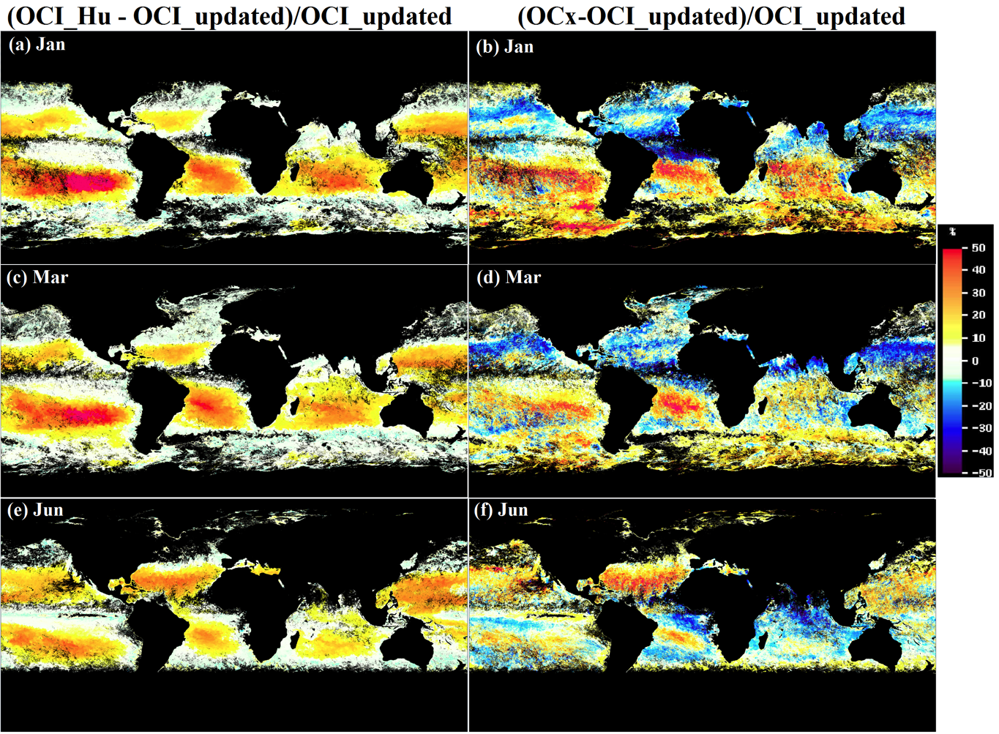 (OCI_Hu - OCI_updated)/OCI_updated
(OCx-OCI_updated)/OCI_updated
(a) Jan
(b) Jan
%
50
40
30
20
10
0
-10
-20
-30
-40
-50
(c) Mar
(d) Mar
(e) Jun
(f) Jun